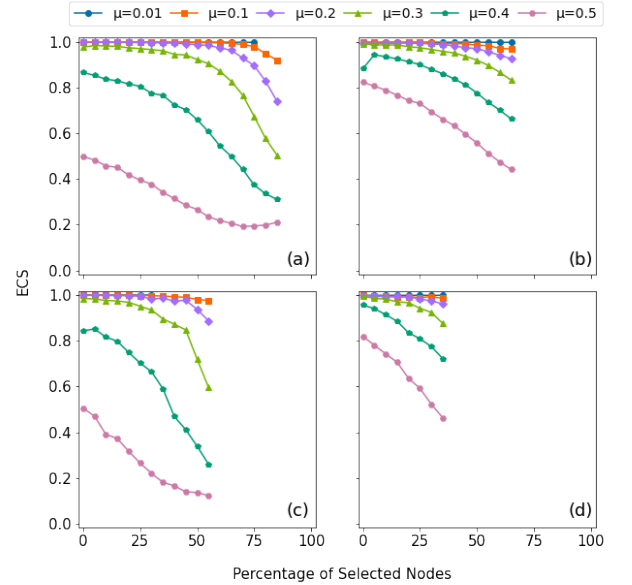 μ=0.01 μ=0.1 μ=0.2 μ=0.3 μ=0.4 μ=0.5
1.0
0.8
0.6
0.4
0.2
0.0
(a)
(b)
ECS
1.0
0.8
0.6
0.4
0.2
0.0
(c)
(d)
0 25 50 75 100
0 25 50 75 100
Percentage of Selected Nodes